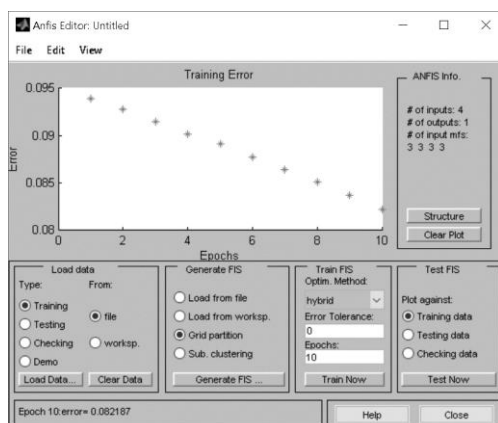 Anfis Editor: Untitled
File Edit View
Training Error
0.095
0.09
0.085
0.08
Error
0 2 4 6 8 10
Epochs
ANFIS Info.
# of inputs: 4
# of outputs: 1
# of input mfs:
3 3 3 3
Structure
Clear Plot
Load data
Type: From:
Training
Testing
Checking
Demo
file
worksp.
Load Data... Clear Data
Generate FIS
Load from file
Load from worksp.
Grid partition
Sub. clustering
Generate FIS ...
Train FIS
Optim. Method:
hybrid
Error Tolerance:
0
Epochs:
10
Train Now
Test FIS
Plot against:
Training data
Testing data
Checking data
Test Now
Epoch 10:error= 0.082187
Help Close